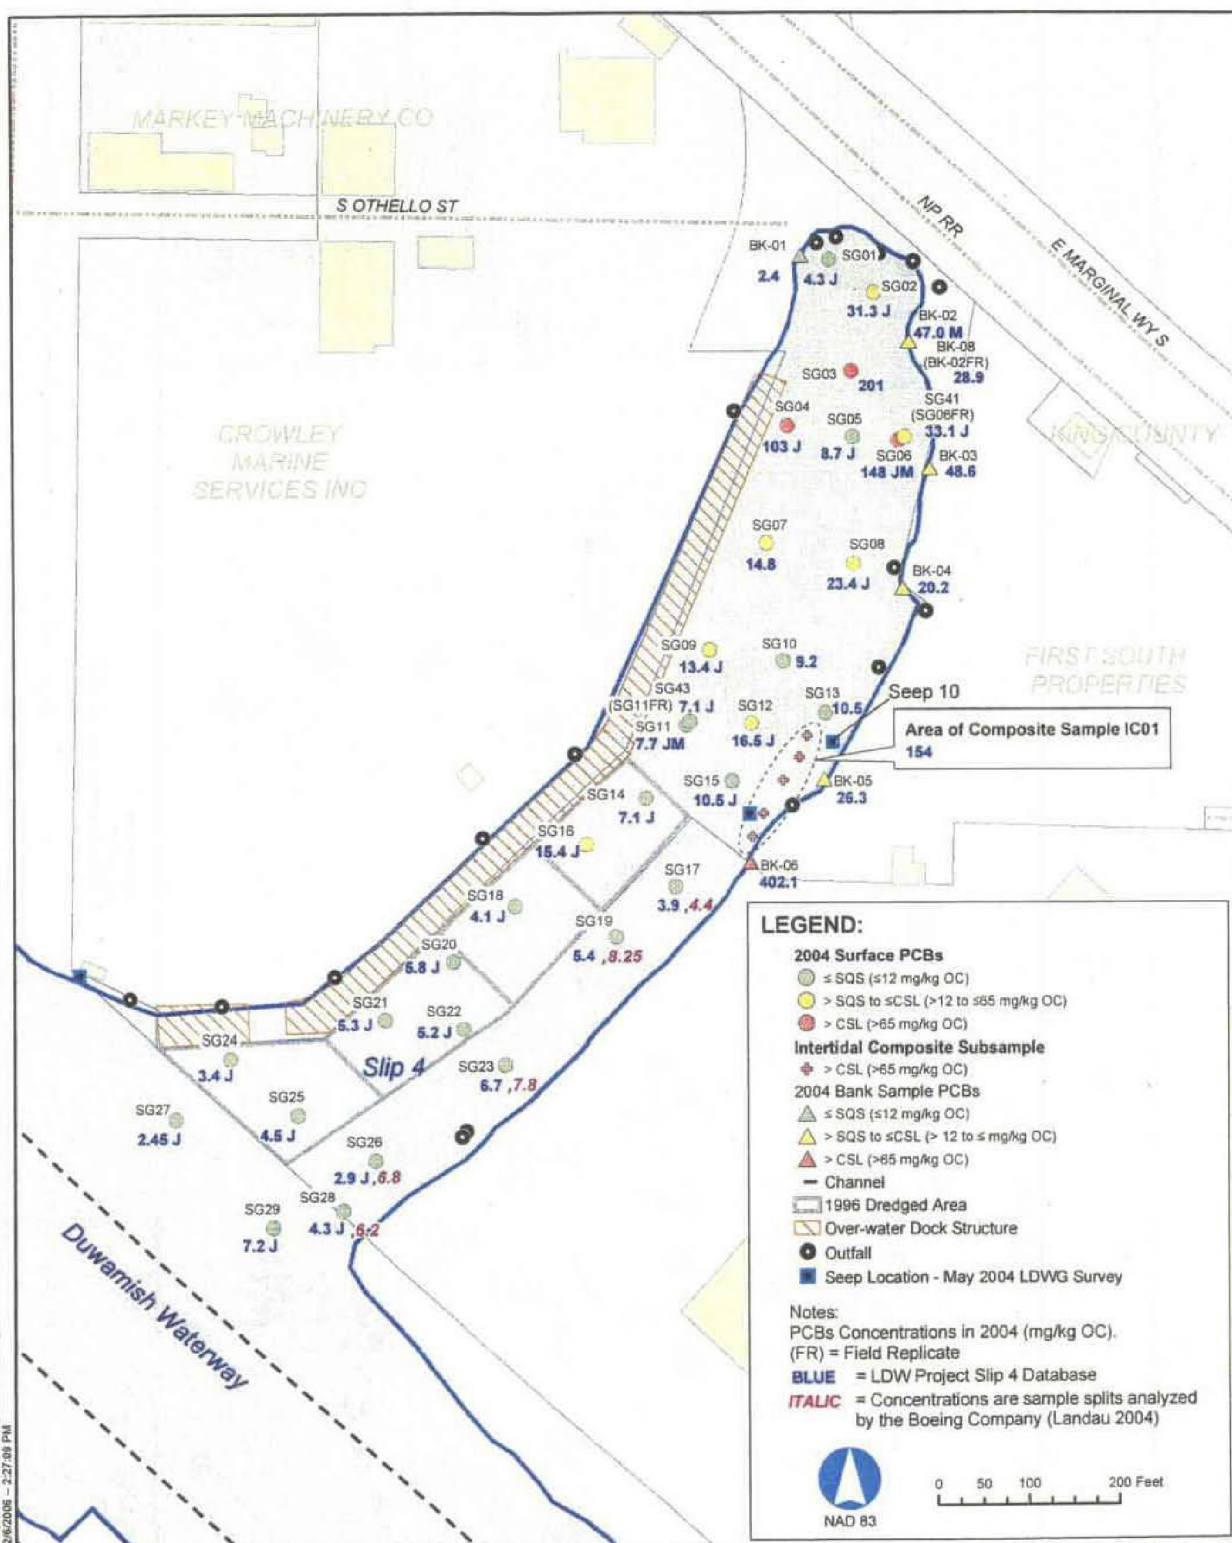 MARKEY MACHINERY CO
S OTHELLO ST
NP RR
E MARGINAL WY S
BK-01
2.4
SG01
4.3 J
SG02
31.3 J
BK-02
47.0 M
BK-08
(BK-02FR)
28.9
SG03
201
SG41
(SG06FR)
33.1 J
SG04
103 J
SG05
8.7 J
SG06
148 JM
BK-03
48.6
KING COUNTY
CROWLEY
MARINE
SERVICES INC
SG07
14.8
SG08
23.4 J
BK-04
20.2
SG09
13.4 J
SG10
9.2
FIRST SOUTH
PROPERTIES
SG43
(SG11FR)
7.1 J
SG11
7.7 JM
SG12
16.5 J
SG13
10.5
Seep 10
Area of Composite Sample IC01
154
SG15
10.5 J
BK-05
26.3
SG14
7.1 J
SG16
15.4 J
BK-06
402.1
SG17
3.9 ,4.4
SG18
4.1 J
SG19
5.4 ,8.25
SG20
5.8 J
SG21
5.3 J
SG22
5.2 J
SG23
6.7 ,7.8
SG24
3.4 J
Slip 4
SG25
4.5 J
SG26
2.9 J ,6.8
SG27
2.45 J
SG28
4.3 J ,6.2
SG29
7.2 J
Duwamish Waterway
LEGEND:
2004 Surface PCBs
≤ SQS (≤12 mg/kg OC)
> SQS to ≤CSL (>12 to ≤65 mg/kg OC)
> CSL (>65 mg/kg OC)
Intertidal Composite Subsample
> CSL (>65 mg/kg OC)
2004 Bank Sample PCBs
≤ SQS (≤12 mg/kg OC)
> SQS to ≤CSL (> 12 to ≤ mg/kg OC)
> CSL (>65 mg/kg OC)
Channel
1996 Dredged Area
Over-water Dock Structure
Outfall
Seep Location - May 2004 LDWG Survey
Notes:
PCBs Concentrations in 2004 (mg/kg OC).
(FR) = Field Replicate
BLUE = LDW Project Slip 4 Database
ITALIC = Concentrations are sample splits analyzed
by the Boeing Company (Landau 2004)
NAD 83
0 50 100 200 Feet
2/6/2006 -- 2:27:09 PM